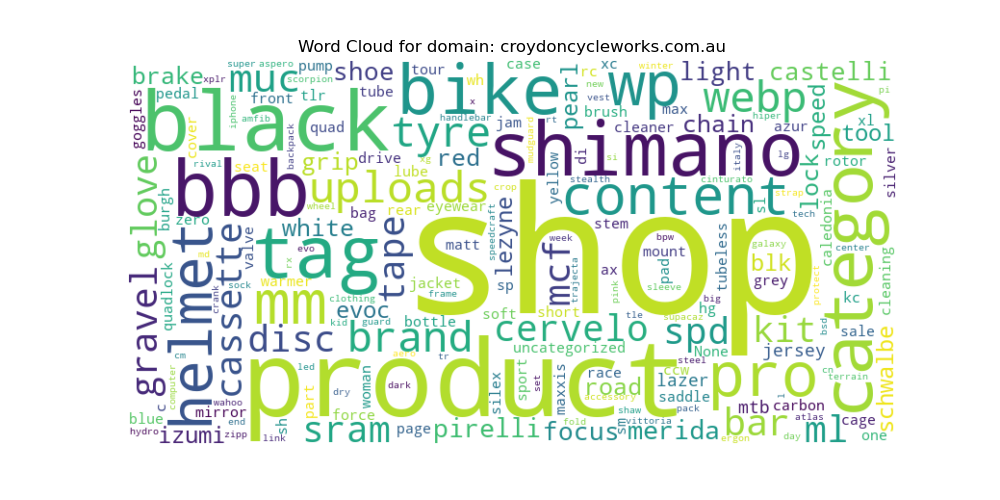 Word Cloud for domain: croydoncycleworks.com.au
super aspero pump shoe tour case xc rc light castelli
brake muc bike wp webp category
xp1r scorpion pedal front tlr tube handlebar wh pearl new winter pi
goggles iphone black tyre x jam rt brush max hiper xl speed
amfib quad vest cleaner chain azur tool
cover backpack shimano mudguard di italy lg rotor silver
rival seat grip drive red yellow si cinturato lock
glove bbb uploads lube xs crop stealth content sl strap
burgh zero wheel bag rear eyewear speedcraft tech caledonia
helmet cassette valve white tag tape matt slezyne shop stem week bpw tubeless galaxy center
evo mcf mount blk
md rx warmer jacket sp trajecta ax pad grey protect kc cleaning
quadlock sock clothing frame sleeve pink hg
gravel crank mm evoc bottle soft short tle supacaz big bsd sale
kid guard cervelo spd kit
disc brand uncategorized None jersey cn
cm led aero tr race steel ccw terrain
computer product woman sport maxxis road lazer pro schwalbe
c wahoo part dry dark silex set accessory saddle l
blue mirror end force fold shaw pack mtb carbon cage
hydro izumi zipp link sh sram page pirelli focus sm vittoria merida ergon bar day atlas ml one